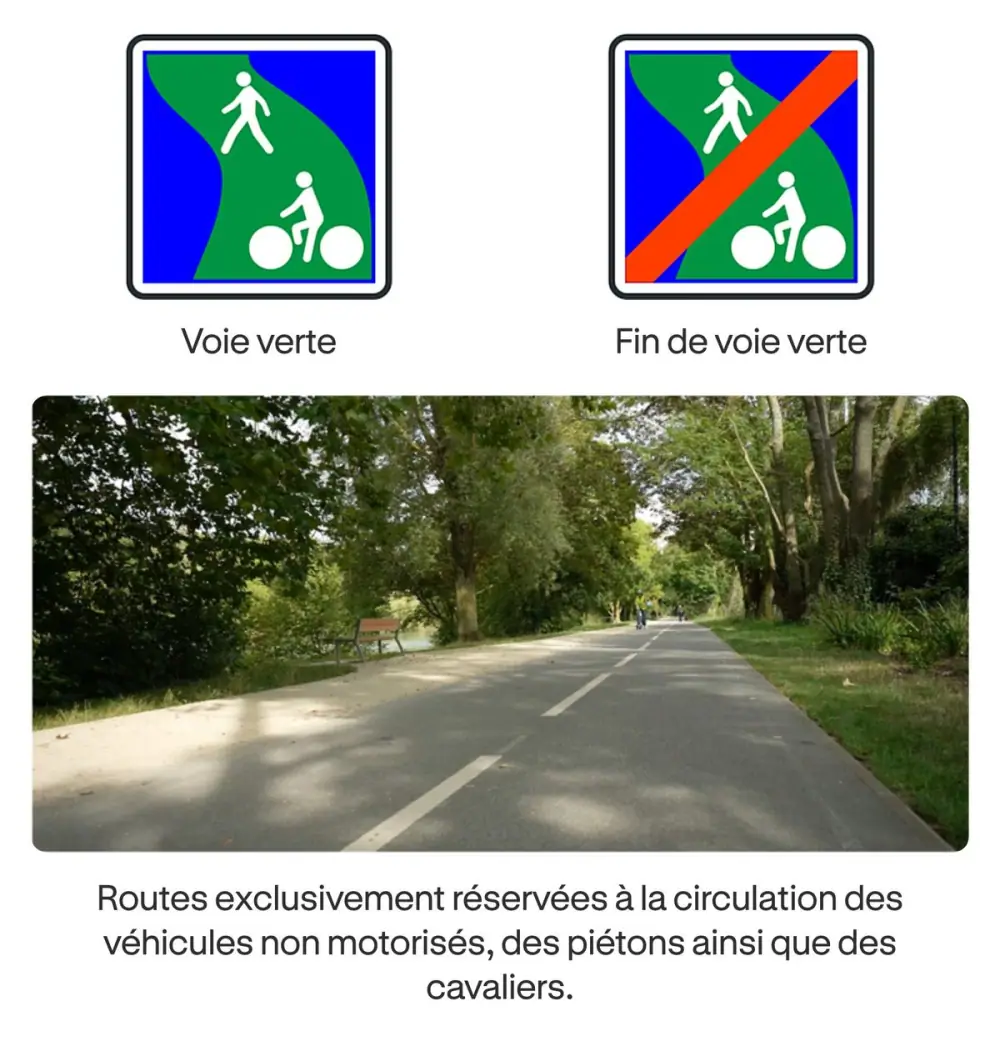 Voie verte
Fin de voie verte
Routes exclusivement réservées à la circulation des
véhicules non motorisés, des piétons ainsi que des
cavaliers.